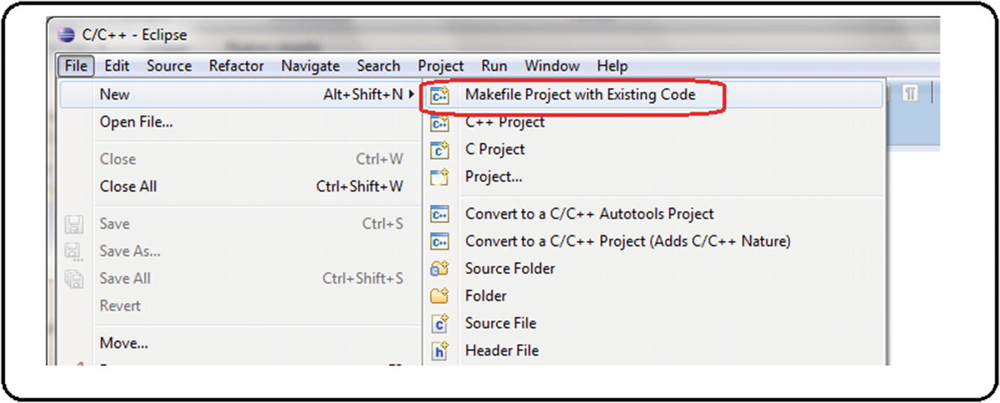 C/C++ - Eclipse
File Edit Source Refactor Navigate Search Project Run Window Help
New Alt+Shift+N
Open File...
Close Ctrl+W
Close All Ctrl+Shift+W
Save Ctrl+S
Save As...
Save All Ctrl+Shift+S
Revert
Move...
Makefile Project with Existing Code
C++ Project
C Project
Project...
Convert to a C/C++ Autotools Project
Convert to a C/C++ Project (Adds C/C++ Nature)
Source Folder
Folder
Source File
Header File